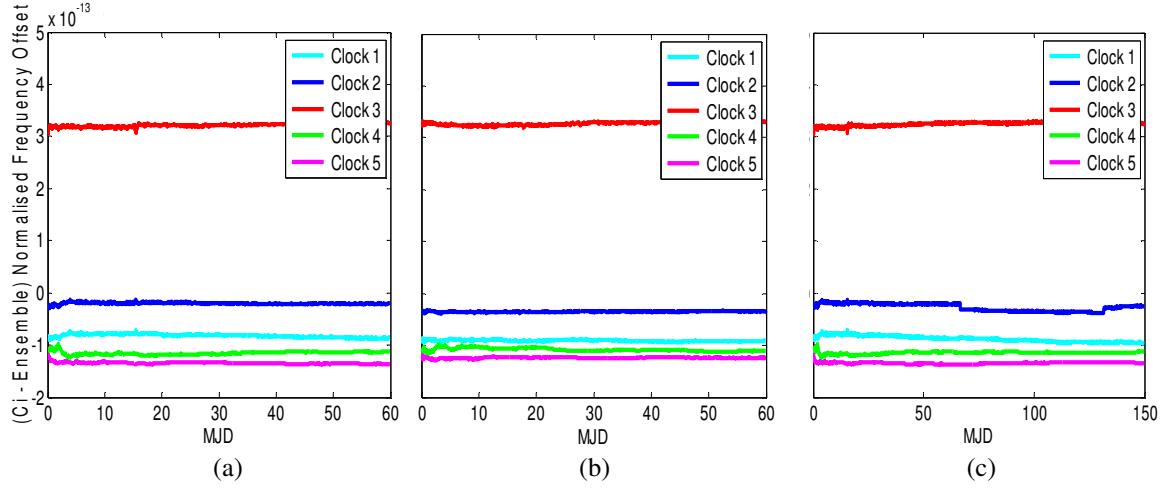 x 10^-13
(Ci-Ensemble) Normalised Frequency Offset
5
4
3
2
1
0
-1
-2
0 10 20 30 40 50 60
MJD
Clock 1
Clock 2
Clock 3
Clock 4
Clock 5
(a)
0 10 20 30 40 50 60
MJD
Clock 1
Clock 2
Clock 3
Clock 4
Clock 5
(b)
0 50 100 150
MJD
Clock 1
Clock 2
Clock 3
Clock 4
Clock 5
(c)